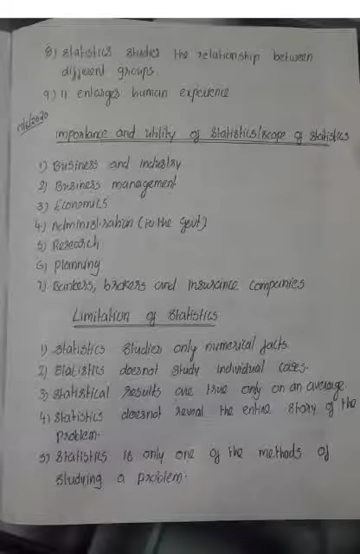 8) Statistics studies the relationship between
different groups
9) It enlarges human experience
Importance and utility of Statistics/scope of statistics
1) Business and industry
2) Business management
3) Economics
4) Administration (to the govt)
5) Research
6) Planning
7) Bankers, brokers and Insurance companies
Limitation of Statistics
1) Statistics studies only numerical facts.
2) Statistics doesnot study individual cases.
3) Statistical results are true only on an average.
4) Statistics doesnot reveal the entire story of the
problem.
5) Statistics is only one of the methods of
studying a problem.